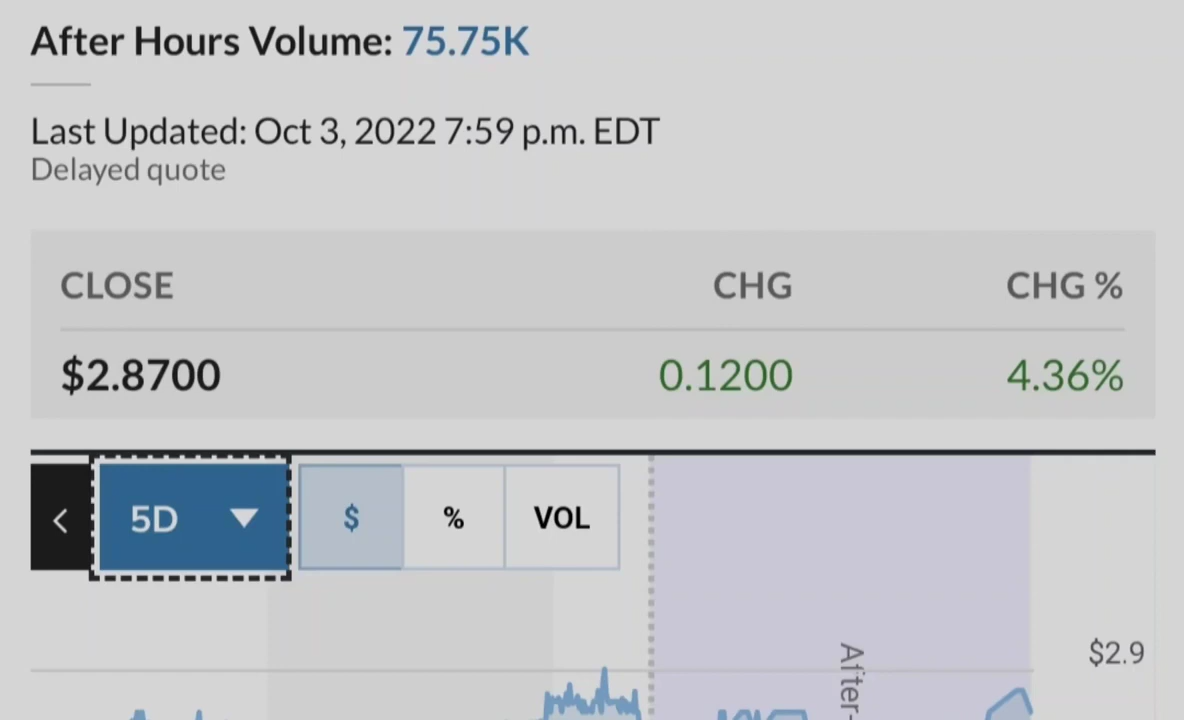 After Hours Volume: 75.75K
Last Updated: Oct 3, 2022 7:59 p.m. EDT
Delayed quote
CLOSE CHG CHG %
$2.8700 0.1200 4.36%
5D $ % VOL
After-
$2.9